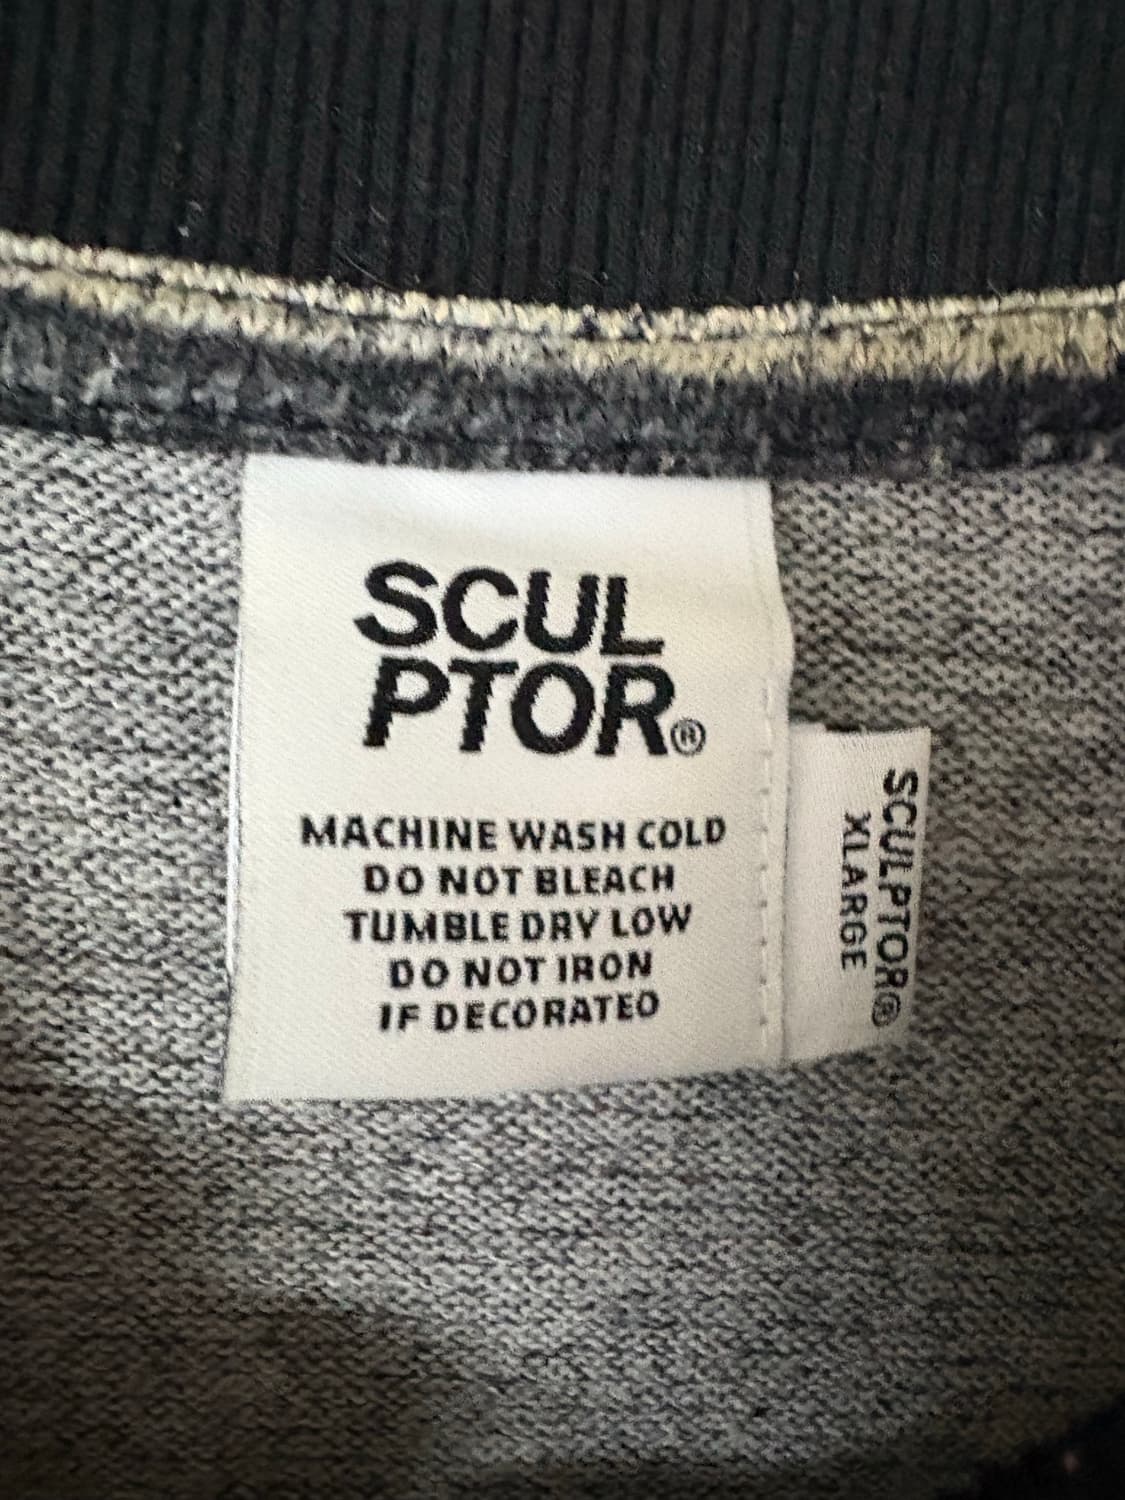 SCUL
PTOR®
MACHINE WASH COLD
DO NOT BLEACH
TUMBLE DRY LOW
DO NOT IRON
IF DECORATED
SCULPTOR®
XLARGE